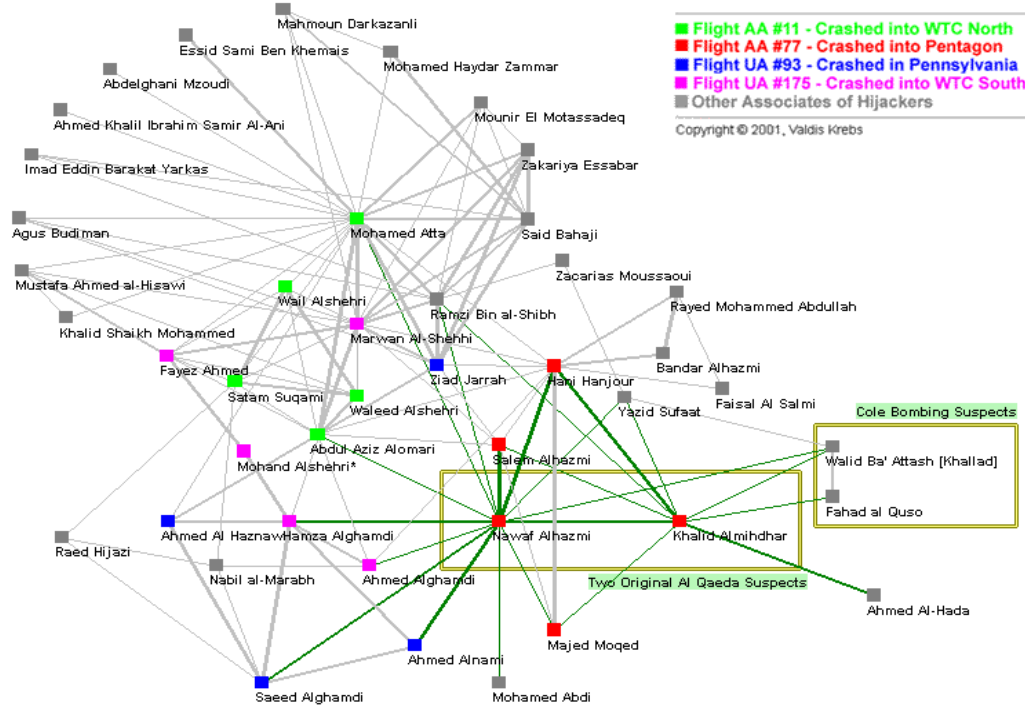 Mahmoun Darkazanli
Flight AA #11 - Crashed into WTC North
Essid Sami Ben Khemais
Flight AA #77 - Crashed into Pentagon
Mohamed Haydar Zammar
Flight UA #93 - Crashed in Pennsylvania
Abdelghani Mzoudi
Flight UA #175 - Crashed into WTC South
Other Associates of Hijackers
Ahmed Khalil Ibrahim Samir Al-Ani
Mounir El Motassadeq
Copyright © 2001, Valdis Krebs
Imad Eddin Barakat Yarkas
Zakariya Essabar
Agus Budiman
Mohamed Atta
Said Bahaji
Mustafa Ahmed al-Hisawi
Zacarias Moussaoui
Wail Alshehri
Ramzi Bin al-Shibh
Rayed Mohammed Abdullah
Khalid Shaikh Mohammed
Marwan Al-Shehhi
Fayez Ahmed
Ziad Jarrah
Hani Hanjour
Bandar Alhazmi
Satam Suqami
Waleed Alshehri
Yazid Sufaat
Faisal Al Salmi
Cole Bombing Suspects
Abdul Aziz Alomari
Salem Alhazmi
Walid Ba' Attash [Khallad]
Mohand Alshehri*
Fahad al Quso
Ahmed Al Haznaw
Hamza Alghamdi
Nawaf Alhazmi
Khalid Almihdhar
Raed Hijazi
Nabil al-Marabh
Ahmed Alghamdi
Two Original Al Qaeda Suspects
Ahmed Al-Hada
Majed Moqed
Ahmed Alnami
Saeed Alghamdi
Mohamed Abdi